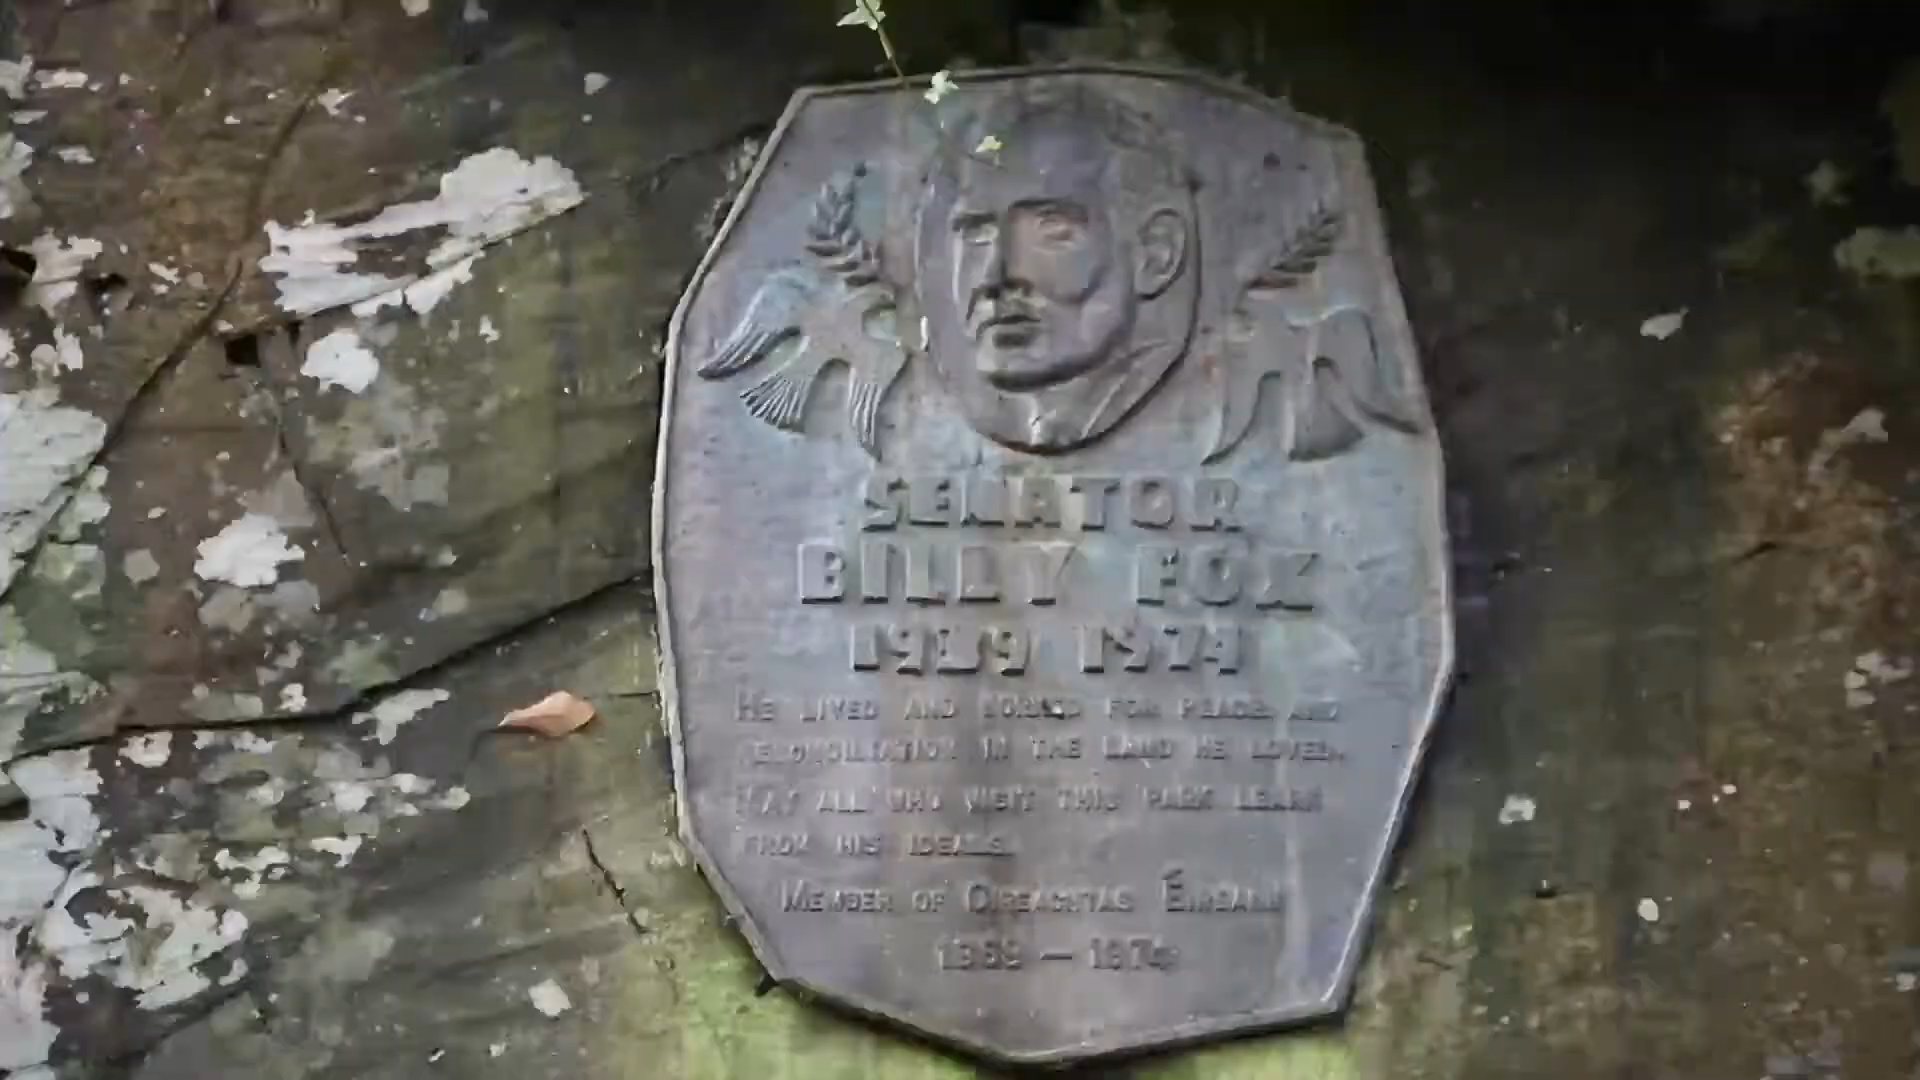 SENATOR
BILLY FOX
1939 1974
HE LIVED AND WORKED FOR PEACE AND
RECONCILIATION IN THE LAND HE LOVED.
MAY ALL WHO VISIT THIS PARK LEARN
FROM HIS IDEALS.
MEMBER OF OIREACHTAS ÉIREANN
1969 – 1974